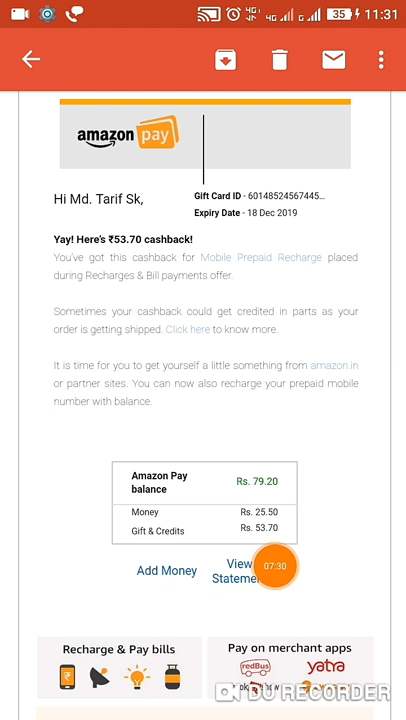 35 11:31
amazon pay
Hi Md. Tarif Sk,
Gift Card ID - 60148524567445...
Expiry Date - 18 Dec 2019
Yay! Here's ₹53.70 cashback!
You've got this cashback for Mobile Prepaid Recharge placed
during Recharges & Bill payments offer.
Sometimes your cashback could get credited in parts as your
order is getting shipped. Click here to know more.
It is time for you to get yourself a little something from amazon.in
or partner sites. You can now also recharge your prepaid mobile
number with balance.
Amazon Pay
balance
Rs. 79.20
Money Rs. 25.50
Gift & Credits Rs. 53.70
Add Money
View
07:30
Recharge & Pay bills
Pay on merchant apps
redBus yatra
DU RECORDER